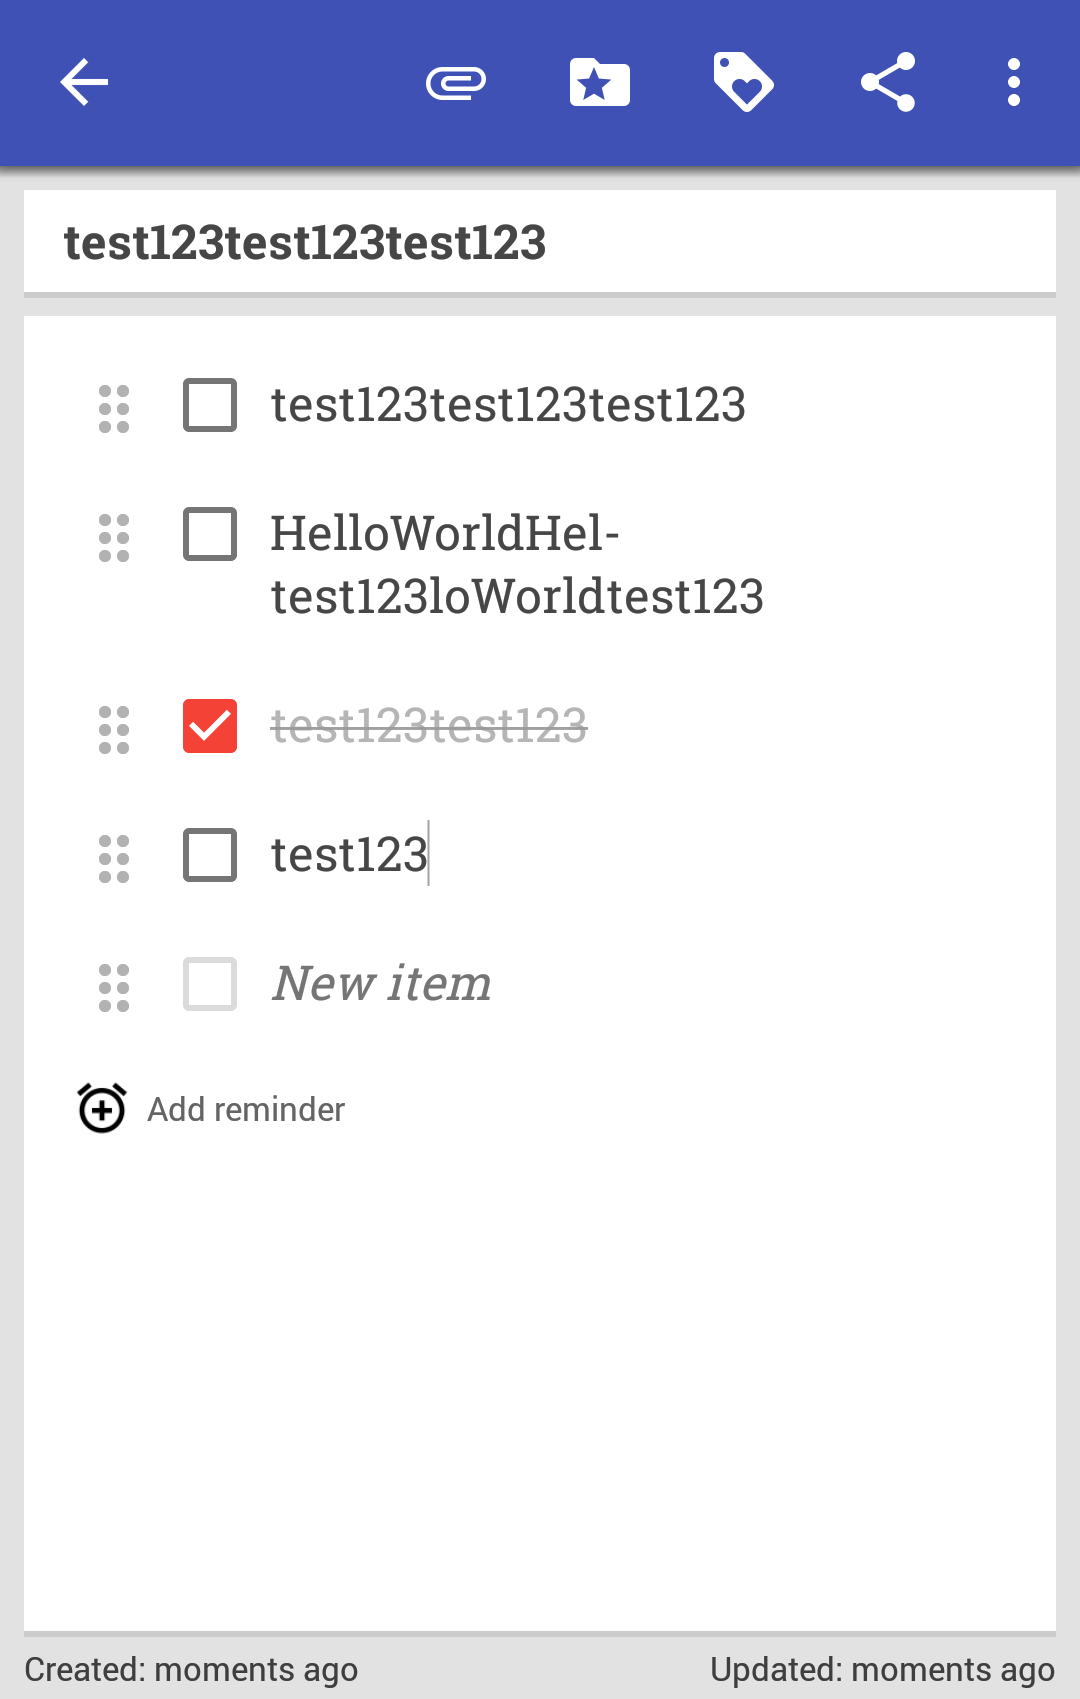 test123test123test123
test123test123test123
HelloWorldHel-
test123loWorldtest123
test123test123
test123
New item
Add reminder
Created: moments ago
Updated: moments ago